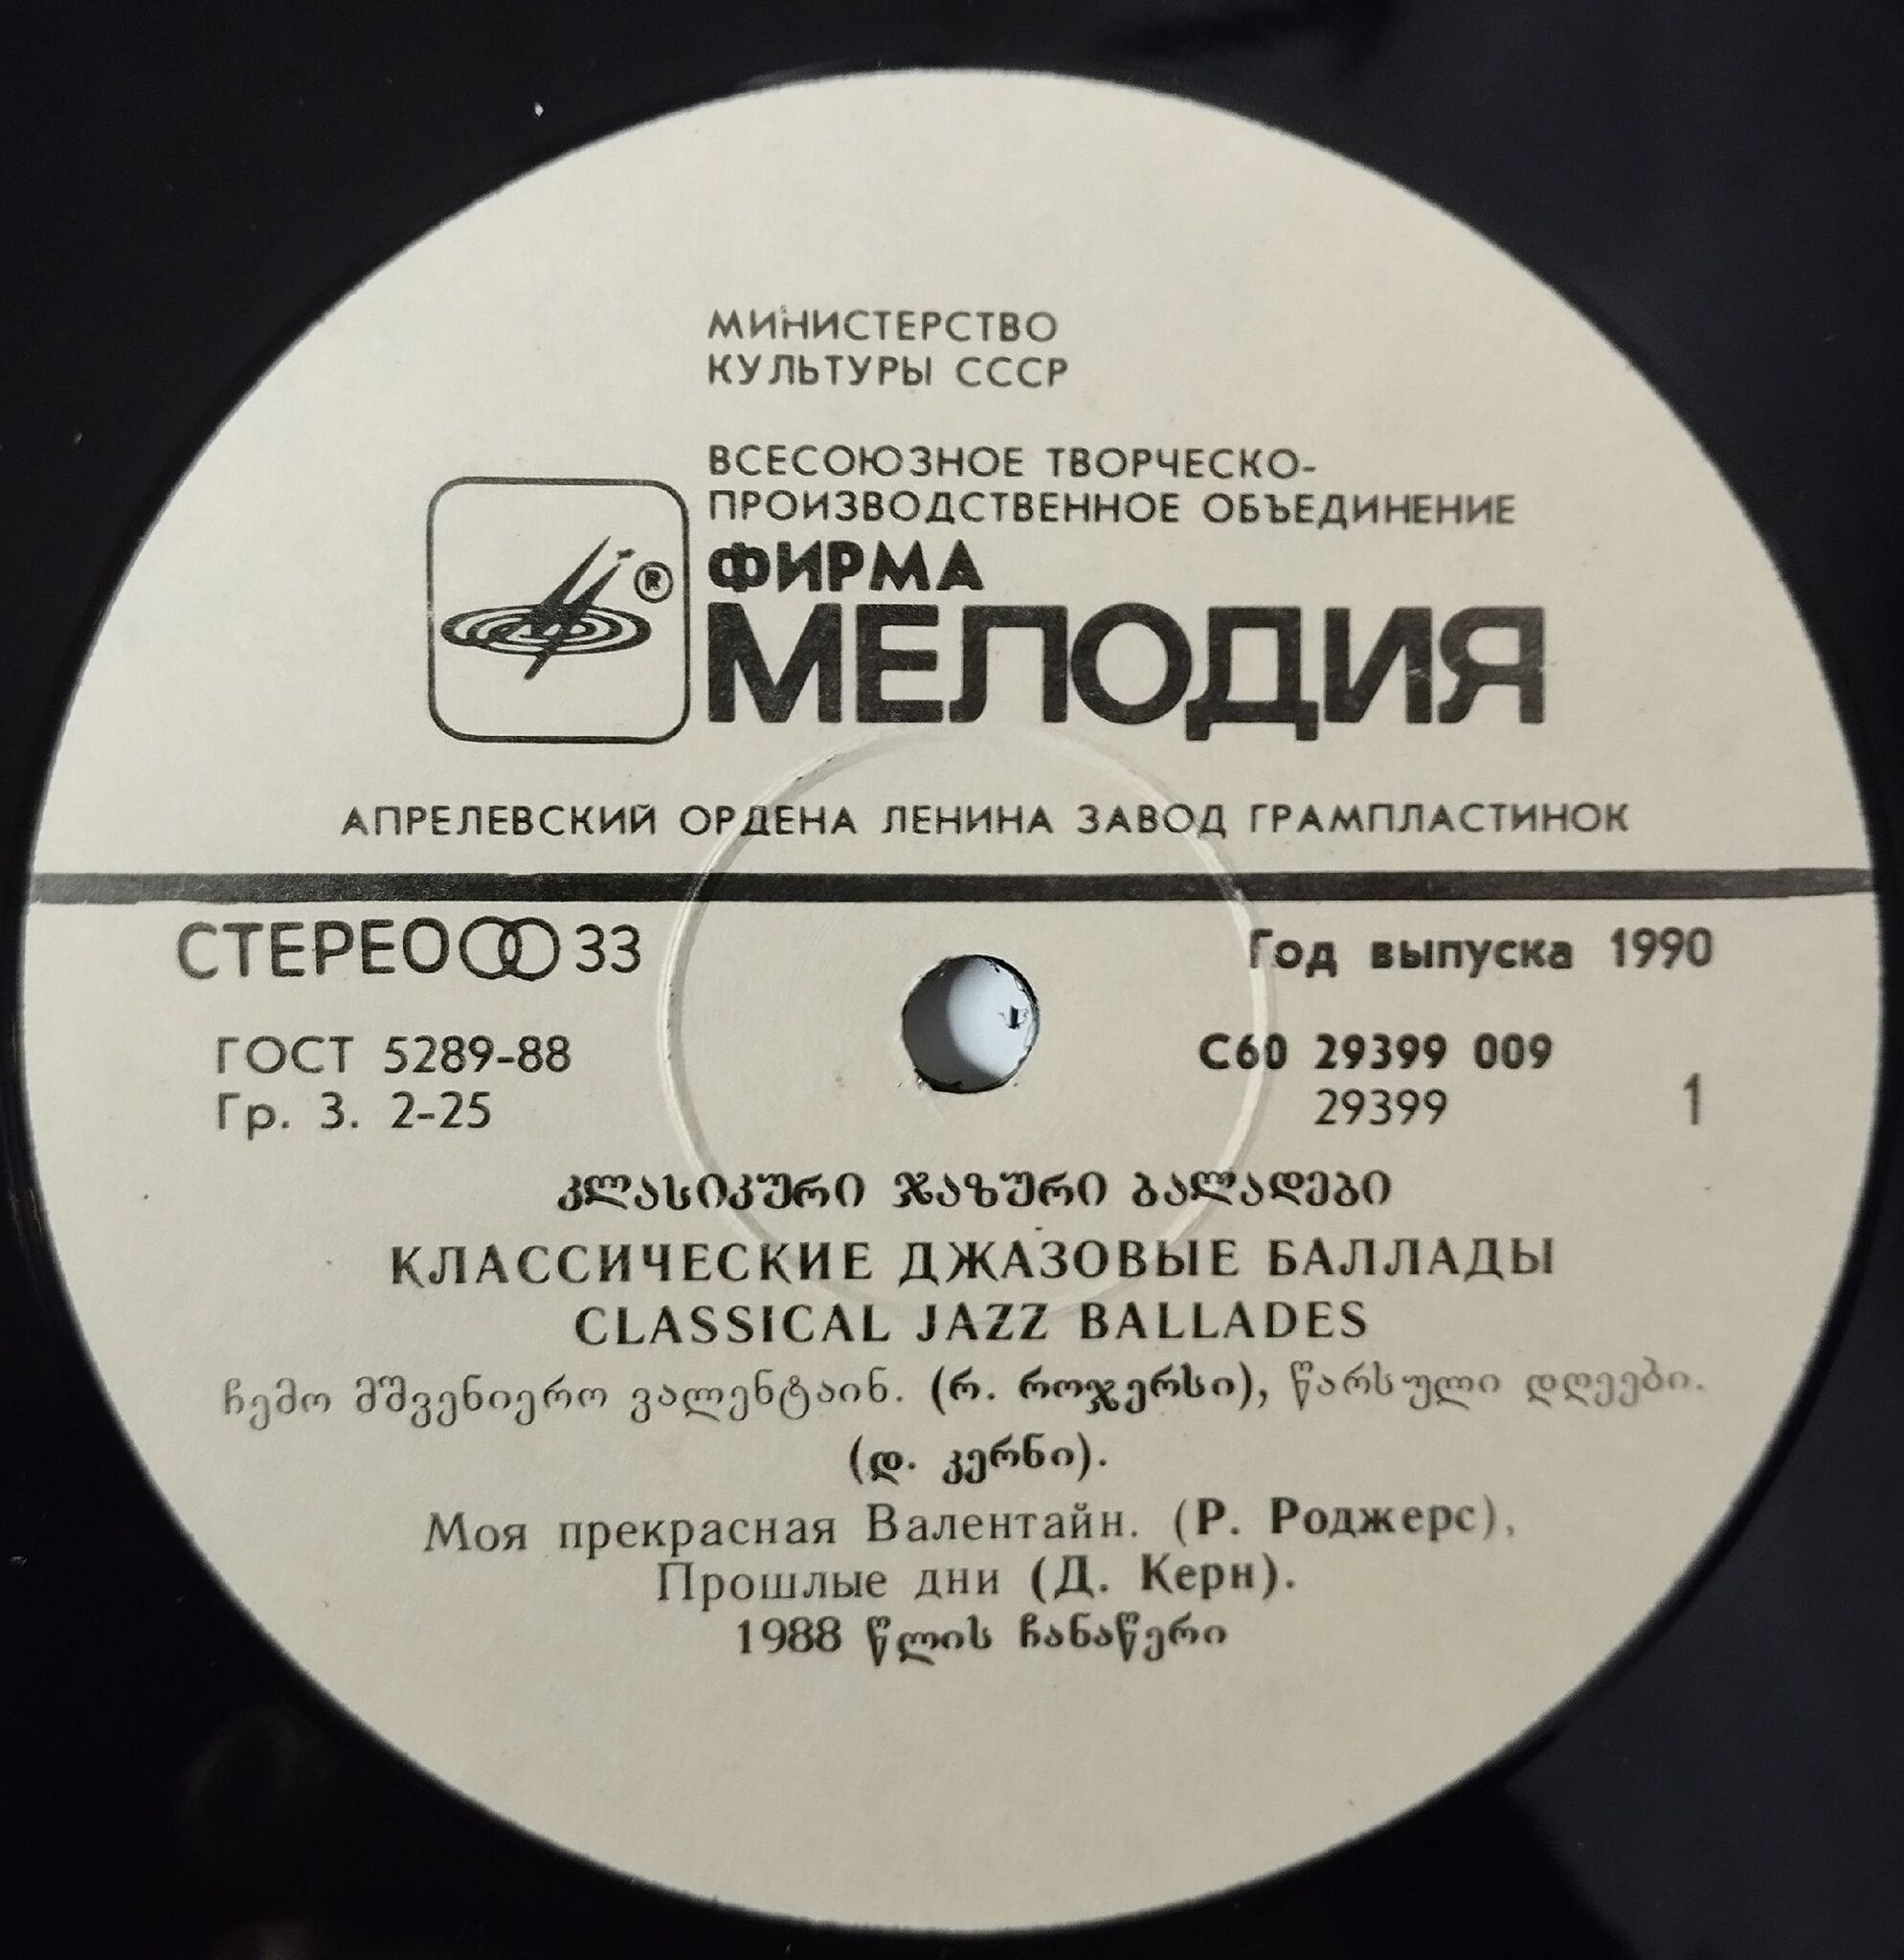 МИНИСТЕРСТВО
КУЛЬТУРЫ СССР
ВСЕСОЮЗНОЕ ТВОРЧЕСКО-
ПРОИЗВОДСТВЕННОЕ ОБЪЕДИНЕНИЕ
ФИРМА
®
МЕЛОДИЯ
АПРЕЛЕВСКИЙ ОРДЕНА ЛЕНИНА ЗАВОД ГРАМПЛАСТИНОК
СТЕРЕО 33
Год выпуска 1990
ГОСТ 5289-88
С60 29399 009
Гр. 3. 2-25
29399
1
კლასიკური ჯაზური ბალადები
КЛАССИЧЕСКИЕ ДЖАЗОВЫЕ БАЛЛАДЫ
CLASSICAL JAZZ BALLADES
ჩემო მშვენიერო ვალენტაინ. (რ. როჯერსი), წარსული დღეები.
(დ. კერნი).
Моя прекрасная Валентайн. (Р. Роджерс),
Прошлые дни (Д. Керн).
1988 წლის ჩანაწერი